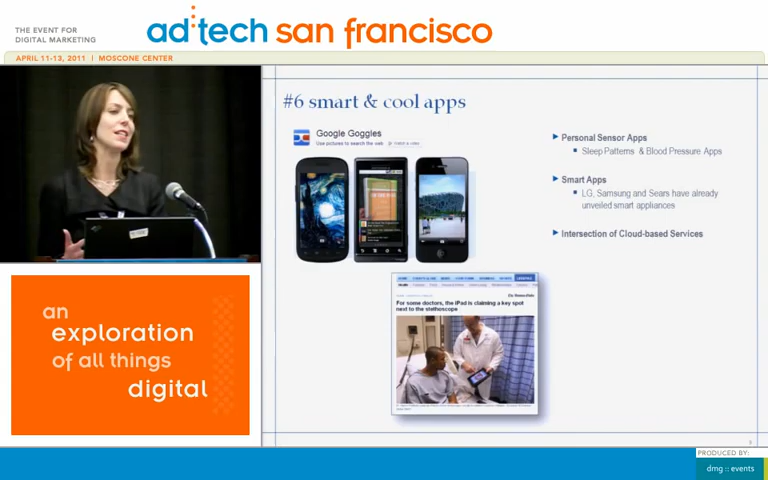 THE EVENT FOR
DIGITAL MARKETING
ad:tech san francisco
APRIL 11-13, 2011 | MOSCONE CENTER
#6 smart & cool apps
Google Goggles
Use pictures to search the web
Personal Sensor Apps
Sleep Patterns & Blood Pressure Apps
Smart Apps
LG, Samsung and Sears have already
unveiled smart appliances
Intersection of Cloud-based Services
For some doctors, the iPad is claiming a key spot
next to the stethoscope
an
exploration
of all things
digital
PRODUCED BY:
dmg :: events